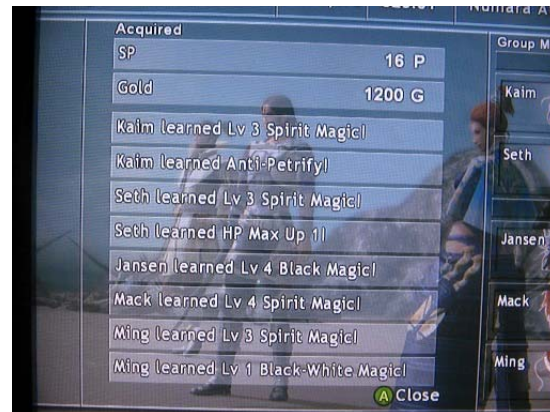 Numara A
Acquired
SP 16 P
Gold 1200 G
Kaim learned Lv 3 Spirit Magic!
Kaim learned Anti-Petrify!
Seth learned Lv 3 Spirit Magic!
Seth learned HP Max Up 1!
Jansen learned Lv 4 Black Magic!
Mack learned Lv 4 Spirit Magic!
Ming learned Lv 3 Spirit Magic!
Ming learned Lv 1 Black-White Magic!
A Close
Group M
Kaim
Seth
Jansen
Mack
Ming